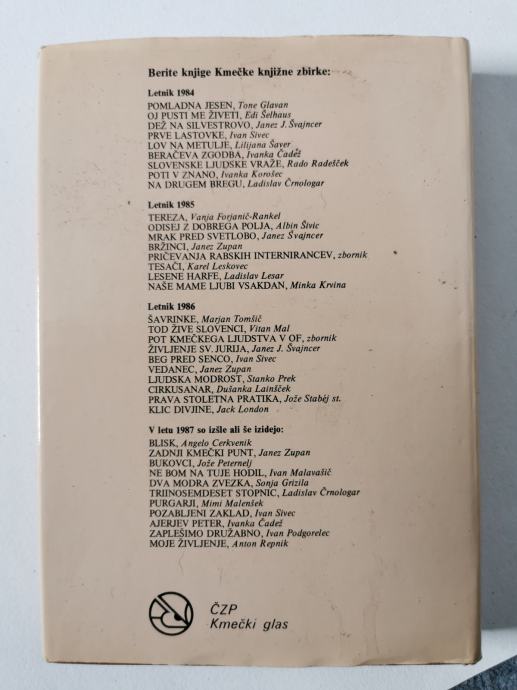 Berite knjige Kmečke knjižne zbirke:
Letnik 1984
POMLADNA JESEN, Tone Glavan
OJ PUSTI ME ŽIVETI, Edi Šelhaus
DEŽ NA SILVESTROVO, Janez J. Švajncer
PRVE LASTOVKE, Ivan Sivec
LOV NA METULJE, Lilijana Šaver
BERAČEVA ZGODBA, Ivanka Čadež
SLOVENSKE LJUDSKE VRAŽE, Rado Radešček
POTI V ZNANO, Ivanka Korošec
NA DRUGEM BREGU, Ladislav Črnologar
Letnik 1985
TEREZA, Vanja Forjanič-Rankel
ODISEJ Z DOBREGA POLJA, Albin Šivic
MRAK PRED SVETLOBO, Janez Švajncer
BRŽINCI, Janez Zupan
PRIČEVANJA RABSKIH INTERNIRANCEV, zbornik
TESAČI, Karel Leskovec
LESENE HARFE, Ladislav Lesar
NAŠE MAME LJUBI VSAKDAN, Minka Krvina
Letnik 1986
ŠAVRINKE, Marjan Tomšič
TOD ŽIVE SLOVENCI, Vitan Mal
POT KMEČKEGA LJUDSTVA V OF, zbornik
ŽIVLJENJE SV. JURIJA, Janez J. Švajncer
BEG PRED SENCO, Ivan Sivec
VEDANEC, Janez Zupan
LJUDSKA MODROST, Stanko Prek
CIRKUSANAR, Dušanka Lainšček
PRAVA STOLETNA PRATIKA, Jože Stabéj st.
KLIC DIVJINE, Jack London
V letu 1987 so izšle ali še izidejo:
BLISK, Angelo Cerkvenik
ZADNJI KMEČKI PUNT, Janez Zupan
BUKOVCI, Jože Peternelj
NE BOM NA TUJE HODIL, Ivan Malavašič
DVA MODRA ZVEZKA, Sonja Grizila
TRIINOSEMDESET STOPNIC, Ladislav Črnologar
PURGARJI, Mimi Malenšek
POZABLJENI ZAKLAD, Ivan Sivec
AJERJEV PETER, Ivanka Čadež
ZAPLEŠIMO DRUŽABNO, Ivan Podgorelec
MOJE ŽIVLJENJE, Anton Repnik
ČZP
Kmečki glas